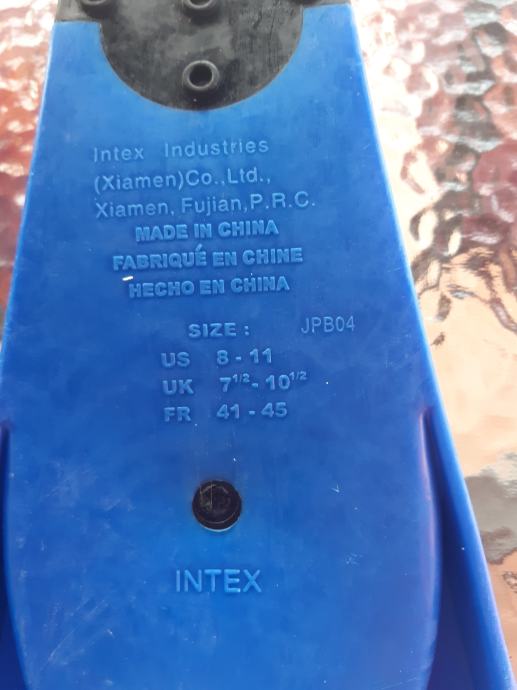 Intex Industries
(Xiamen)Co.,Ltd.,
Xiamen, Fujian,P.R.C.
MADE IN CHINA
FABRIQUÉ EN CHINE
HECHO EN CHINA
SIZE : JPB04
US 8 - 11
UK 7 1/2 - 10 1/2
FR 41 - 45
INTEX